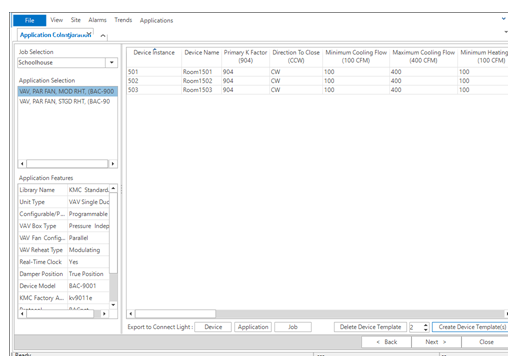 File View Site Alarms Trends Applications
Application Configuration
Job Selection
Schoolhouse
Application Selection
VAV, PAR FAN, MOD RHT, (BAC-900
VAV, PAR FAN, STGD RHT, (BAC-90
Application Features
Library Name KMC Standard,
Unit Type VAV Single Duc
Configurable/P... Programmable
VAV Box Type Pressure Indep
VAV Fan Config... Parallel
VAV Reheat Type Modulating
Real-Time Clock Yes
Damper Position True Position
Device Model BAC-9001
KMC Factory A... kv9011e
Device Instance Device Name Primary K Factor (904) Direction To Close (CCW) Minimum Cooling Flow (100 CFM) Maximum Cooling Flow (400 CFM) Minimum Heating (100 CFM)
501 Room1501 904 CW 100 400 100
502 Room1502 904 CW 100 400 100
503 Room1503 904 CW 100 400 100
Export to Connect Light : Device Application Job Delete Device Template 2 Create Device Template(s)
< Back Next > Close
Ready